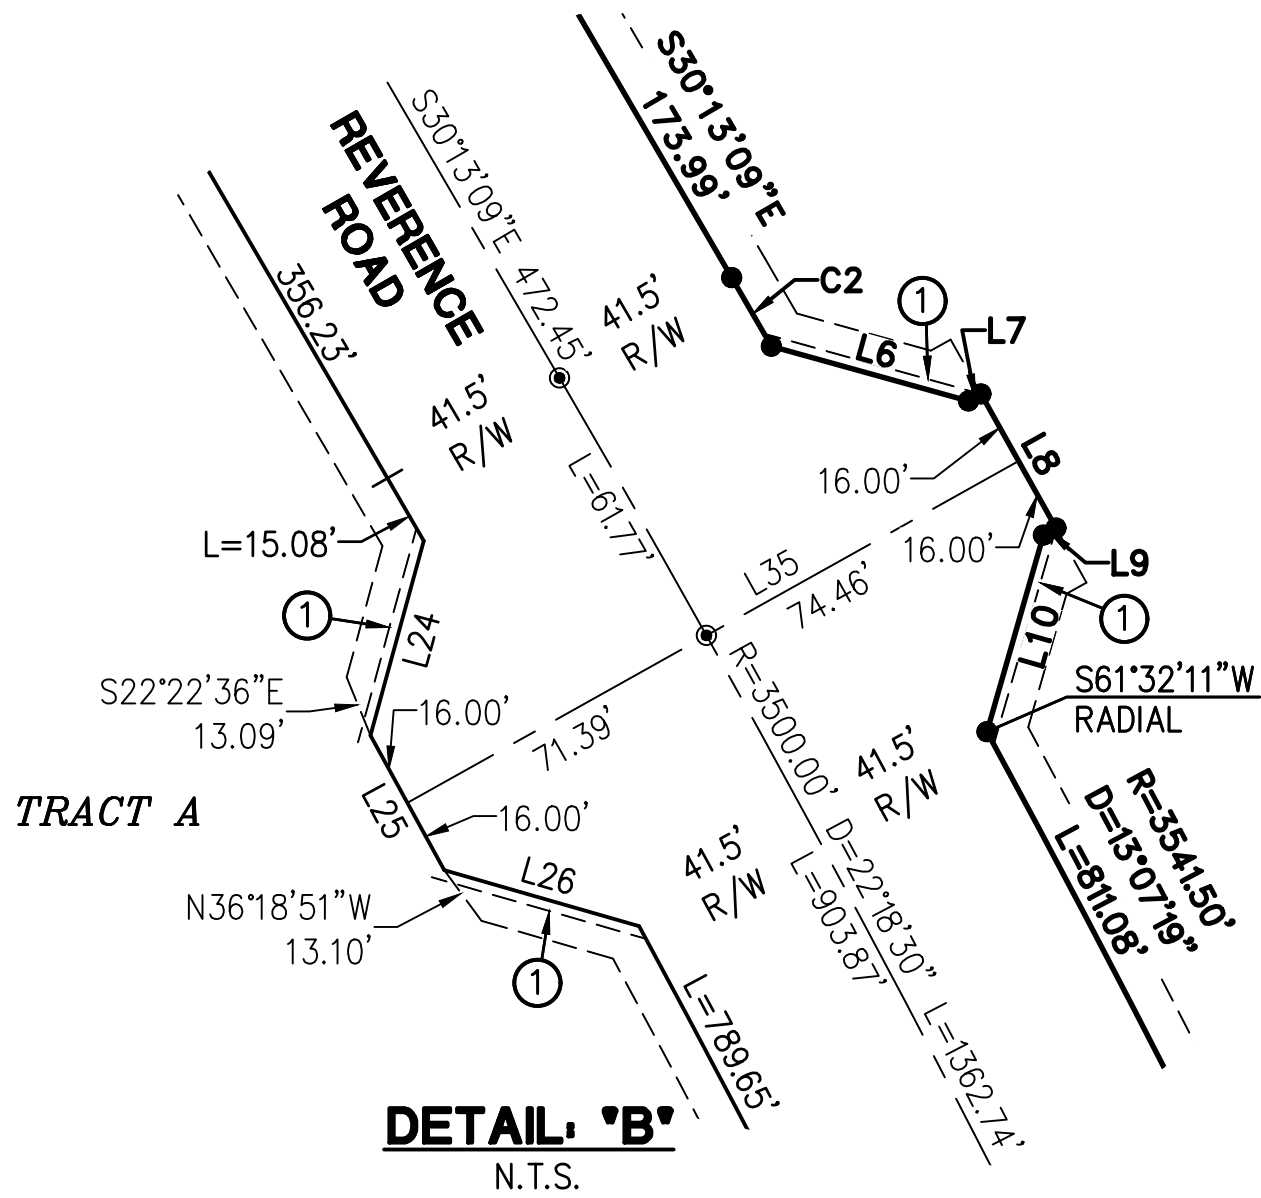 S30°13'09"E
173.99'
S30°13'09"E 472.45'
REVERENCE
ROAD
356.23'
41.5'
R/W
C2
1
L6
L7
41.5'
R/W
L8
16.00'
L=61.77'
L=15.08'
16.00'
L9
L35
74.46'
1
L24
1
L10
S61°32'11"W
RADIAL
S22°22'36"E
13.09'
16.00'
71.39'
R=3500.00' D=22°18'30" L=1362.74'
L=903.87'
41.5'
R/W
R=3541.50'
D=13°07'19"
L=811.08'
TRACT A
L25
16.00'
L26
41.5'
R/W
N36°18'51"W
13.10'
1
L=789.65'
DETAIL: "B"
N.T.S.